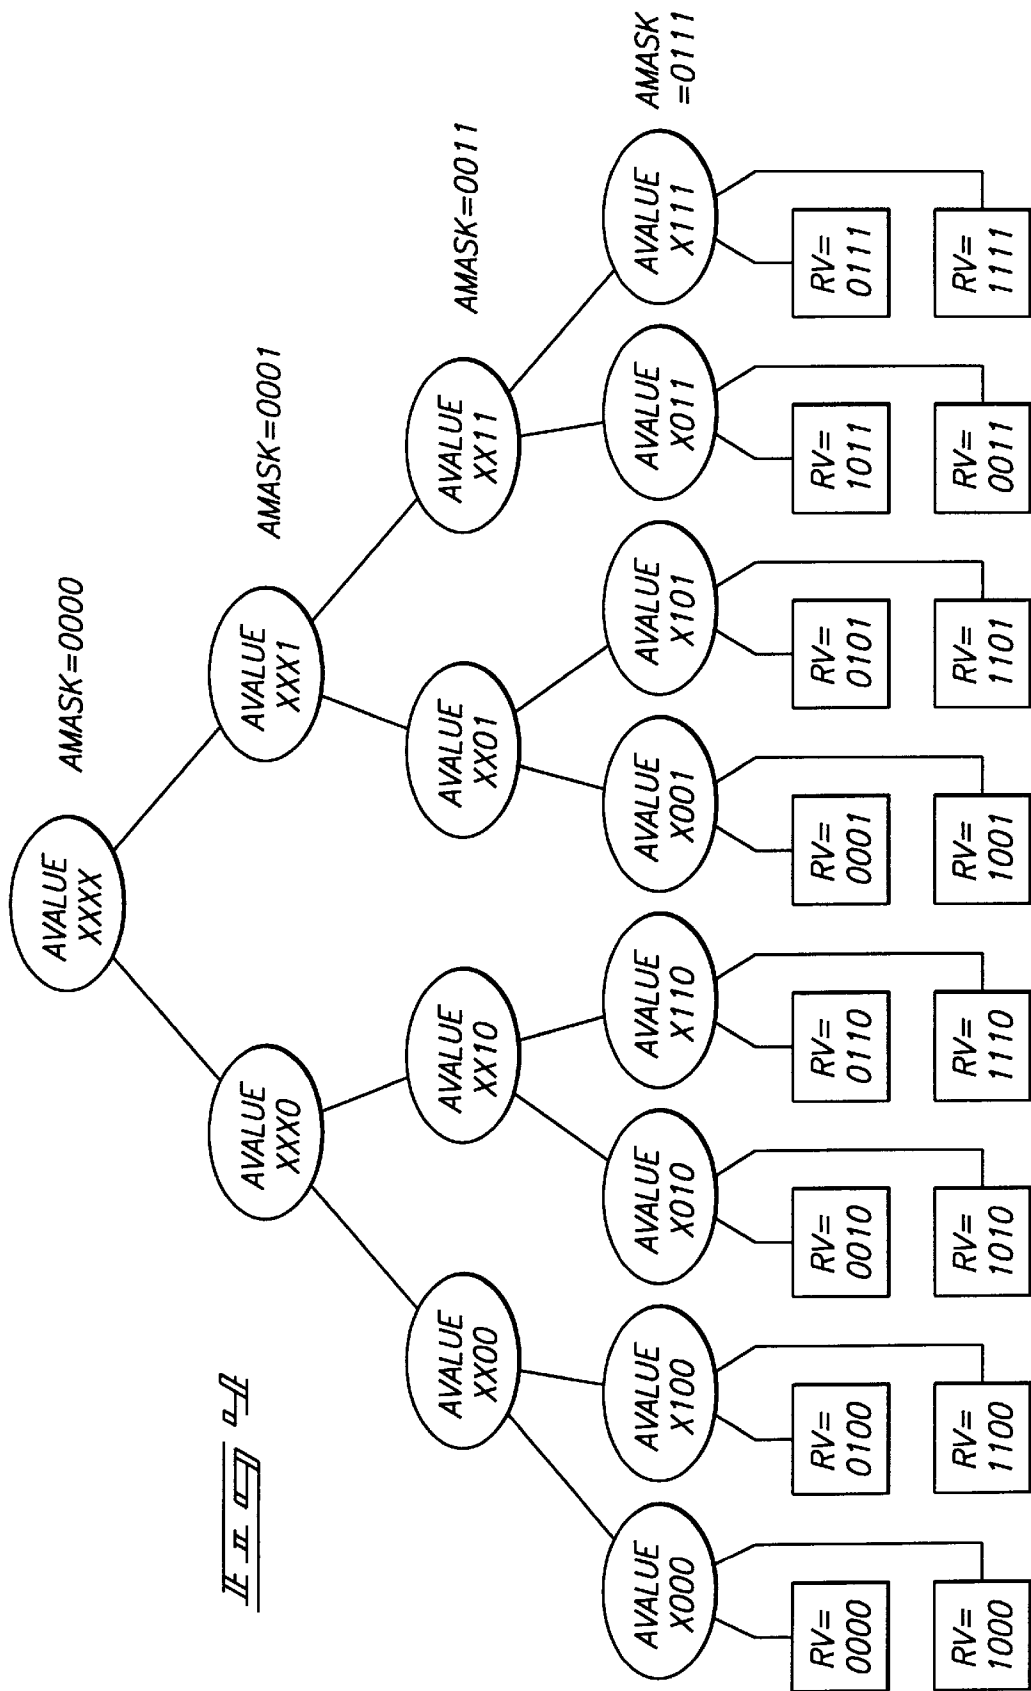 AVALUE
XXXX
AMASK=0000
FIG 4
AVALUE
XXX0
AVALUE
XXX1
AMASK=0001
AVALUE
XX00
AVALUE
XX10
AVALUE
XX01
AVALUE
XX11
AMASK=0011
AVALUE
X000
AVALUE
X100
AVALUE
X010
AVALUE
X110
AVALUE
X001
AVALUE
X101
AVALUE
X011
AVALUE
X111
AMASK
=0111
RV=
0000
RV=
0100
RV=
0010
RV=
0110
RV=
0001
RV=
0101
RV=
1011
RV=
0111
RV=
1000
RV=
1100
RV=
1010
RV=
1110
RV=
1001
RV=
1101
RV=
0011
RV=
1111